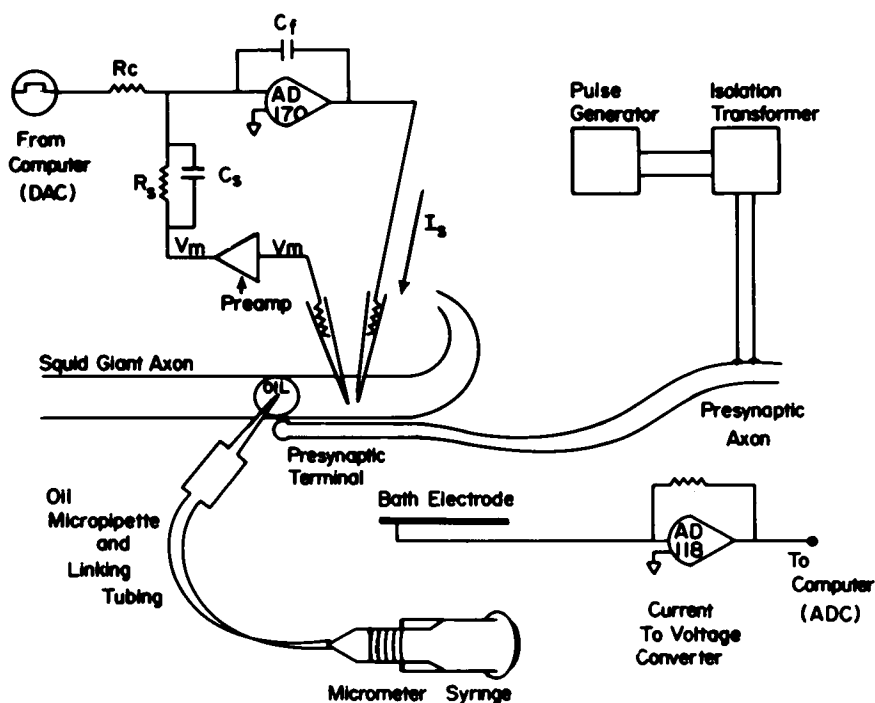 Cf
Rc
AD
170
From
Computer
(DAC)
Rs
Cs
Vm
Vm
Preamp
Is
Pulse
Generator
Isolation
Transformer
Squid Giant Axon
OIL
Presynaptic
Terminal
Presynaptic
Axon
Oil
Micropipette
and
Linking
Tubing
Bath Electrode
AD
118
To
Computer
(ADC)
Current
To Voltage
Converter
Micrometer Syringe